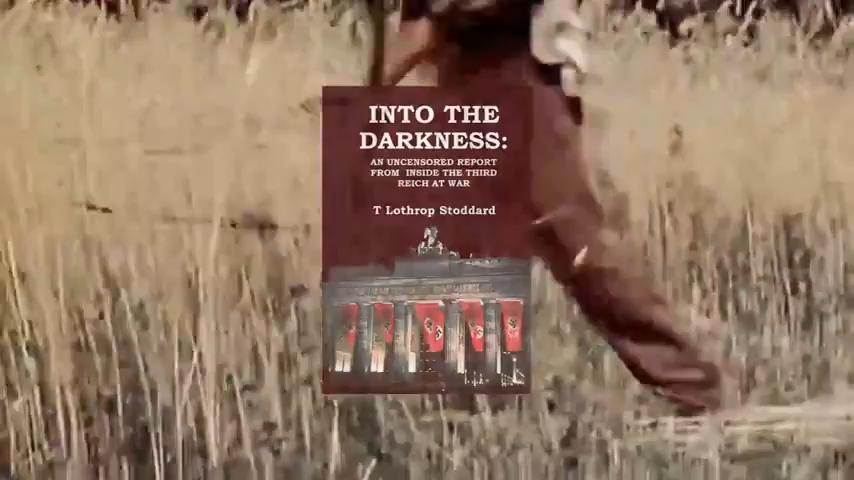 INTO THE
DARKNESS:
AN UNCENSORED REPORT
FROM INSIDE THE THIRD
REICH AT WAR
T Lothrop Stoddard